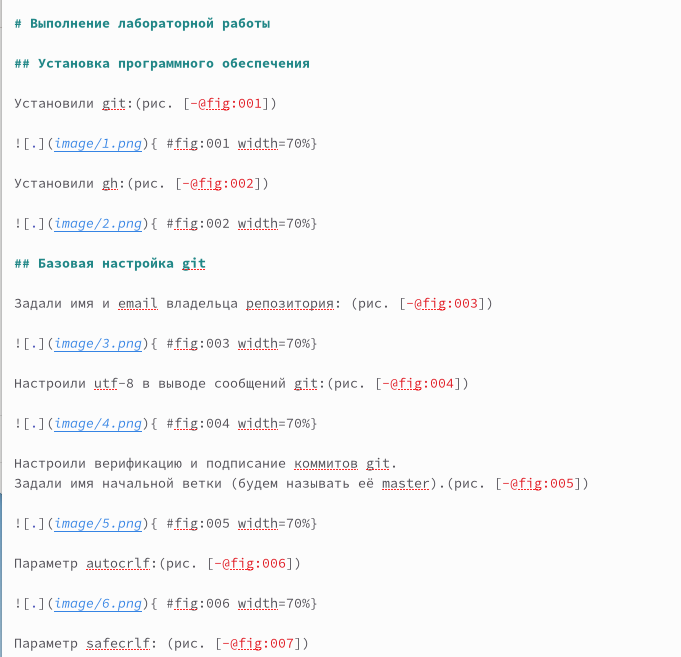 # Выполнение лабораторной работы
## Установка программного обеспечения
Установили git:(рис. [-@fig:001])
![.](image/1.png){ #fig:001 width=70%}
Установили gh:(рис. [-@fig:002])
![.](image/2.png){ #fig:002 width=70%}
## Базовая настройка git
Задали имя и email владельца репозитория: (рис. [-@fig:003])
![.](image/3.png){ #fig:003 width=70%}
Настроили utf-8 в выводе сообщений git:(рис. [-@fig:004])
![.](image/4.png){ #fig:004 width=70%}
Настроили верификацию и подписание коммитов git.
Задали имя начальной ветки (будем называть её master).(рис. [-@fig:005])
![.](image/5.png){ #fig:005 width=70%}
Параметр autocrlf:(рис. [-@fig:006])
![.](image/6.png){ #fig:006 width=70%}
Параметр safecrlf: (рис. [-@fig:007])